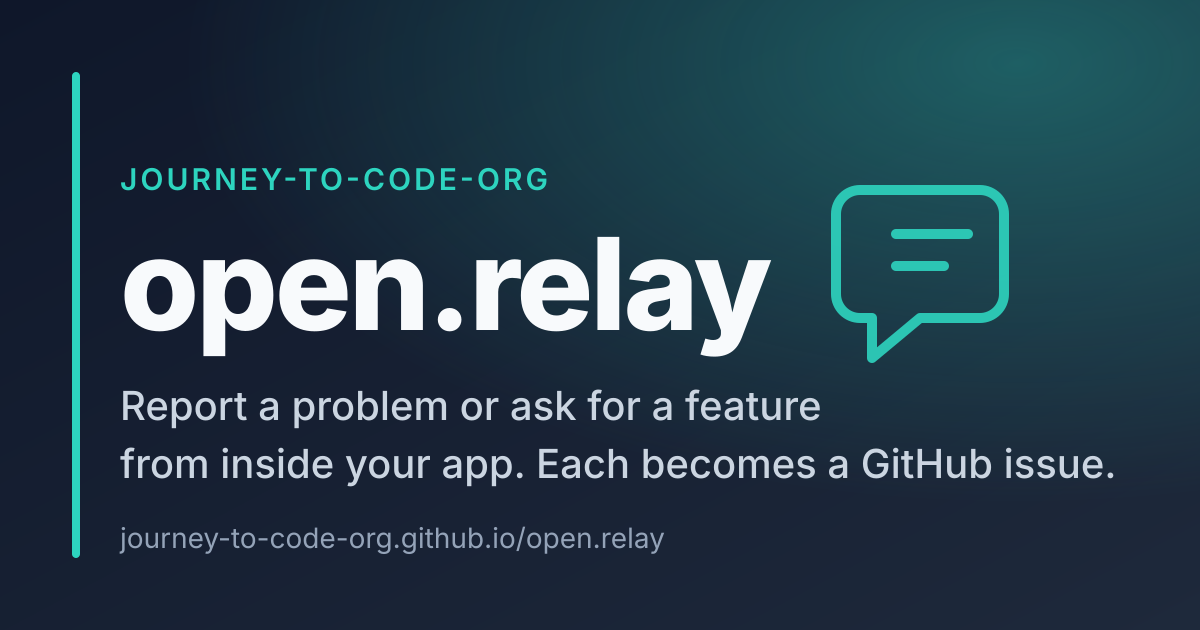 JOURNEY-TO-CODE-ORG
open.relay
Report a problem or ask for a feature
from inside your app. Each becomes a GitHub issue.
journey-to-code-org.github.io/open.relay